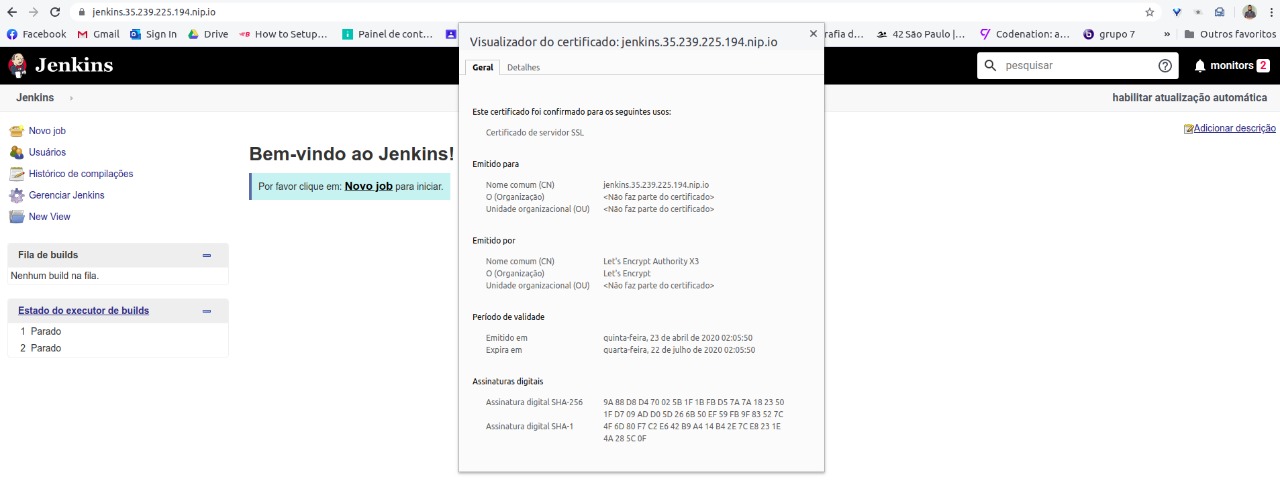 jenkins.35.239.225.194.nip.io
Facebook
Gmail
Sign In
Drive
How to Setup…
Painel de cont
grafia d…
42 São Paulo |…
Codenation: a…
grupo 7
»
Outros favoritos
Jenkins
pesquisar
monitors 2
Jenkins
habilitar atualização automática
Novo job
Usuários
Histórico de compilações
Gerenciar Jenkins
New View
Fila de builds
Nenhum build na fila.
Estado do executor de builds
1 Parado
2 Parado
Adicionar descrição
Bem-vindo ao Jenkins!
Por favor clique em: Novo job para iniciar.
Visualizador do certificado: jenkins.35.239.225.194.nip.io
Geral Detalhes
Este certificado foi confirmado para os seguintes usos:
Certificado de servidor SSL
Emitido para
Nome comum (CN) jenkins.35.239.225.194.nip.io
O (Organização) <Não faz parte do certificado>
Unidade organizacional (OU) <Não faz parte do certificado>
Emitido por
Nome comum (CN) Let's Encrypt Authority X3
O (Organização) Let's Encrypt
Unidade organizacional (OU) <Não faz parte do certificado>
Período de validade
Emitido em quinta-feira, 23 de abril de 2020 02:05:50
Expira em quarta-feira, 22 de julho de 2020 02:05:50
Assinaturas digitais
Assinatura digital SHA-256 9A 88 D8 D4 70 02 5B 1F 1B FB D5 7A 7A 18 23 50
1F D7 09 AD D0 5D 26 6B 50 EF 59 FB 9F 83 52 7C
Assinatura digital SHA-1 4F 6D 80 F7 C2 E6 42 B9 A4 14 B4 2E 7C E8 23 1E
4A 28 5C 0F